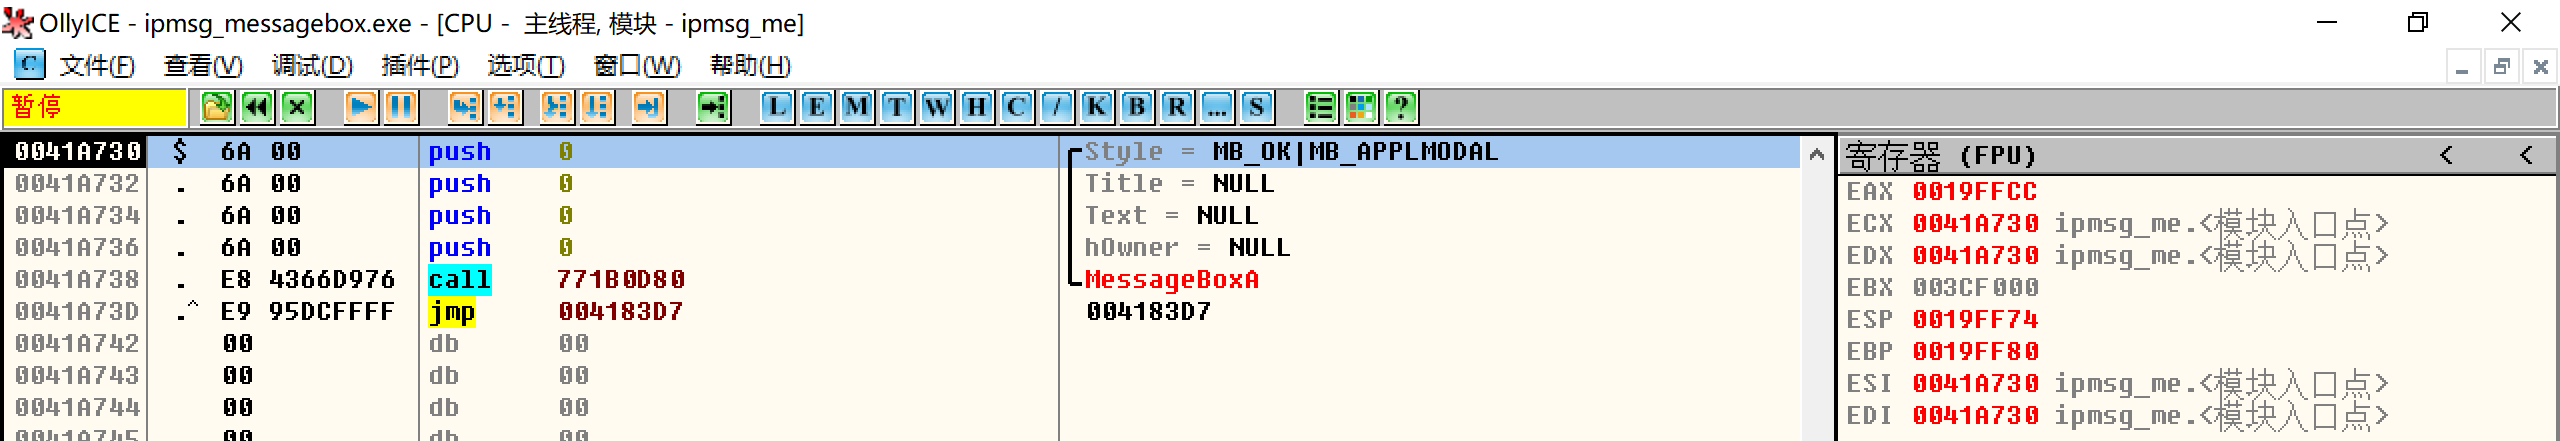 OllyICE - ipmsg_messagebox.exe - [CPU - 主线程, 模块 - ipmsg_me]
C 文件(F) 查看(V) 调试(D) 插件(P) 选项(T) 窗口(W) 帮助(H)
暂停 L E M T W H C / K B R ... S ?
0041A730 $ 6A 00 push 0 Style = MB_OK|MB_APPLMODAL
0041A732 . 6A 00 push 0 Title = NULL
0041A734 . 6A 00 push 0 Text = NULL
0041A736 . 6A 00 push 0 hOwner = NULL
0041A738 . E8 4366D976 call 771B0D80 MessageBoxA
0041A73D .^ E9 95DCFFFF jmp 004183D7 004183D7
0041A742 00 db 00
0041A743 00 db 00
0041A744 00 db 00
0041A745 00 db 00
寄存器 (FPU) < <
EAX 0019FFCC
ECX 0041A730 ipmsg_me.<模块入口点>
EDX 0041A730 ipmsg_me.<模块入口点>
EBX 003CF000
ESP 0019FF74
EBP 0019FF80
ESI 0041A730 ipmsg_me.<模块入口点>
EDI 0041A730 ipmsg_me.<模块入口点>